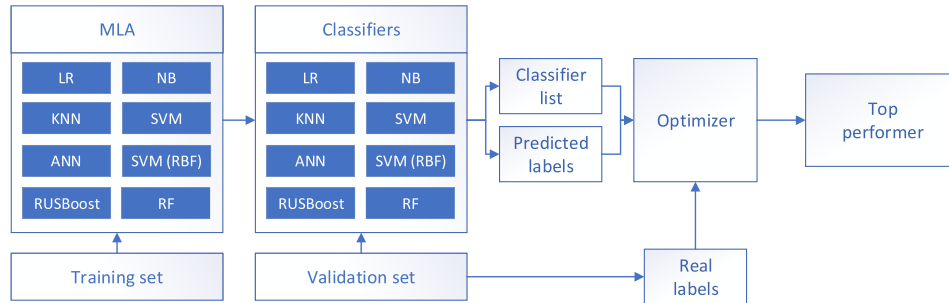 MLA
LR
NB
KNN
SVM
ANN
SVM (RBF)
RUSBoost
RF
Training set
Classifiers
LR
NB
KNN
SVM
ANN
SVM (RBF)
RUSBoost
RF
Validation set
Classifier
list
Predicted
labels
Optimizer
Real
labels
Top
performer